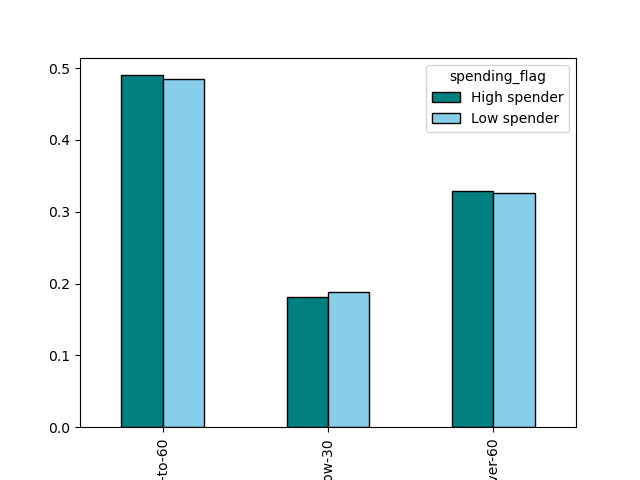 0.5
0.4
0.3
0.2
0.1
0.0
spending_flag
High spender
Low spender
-to-60
ow-30
ver-60